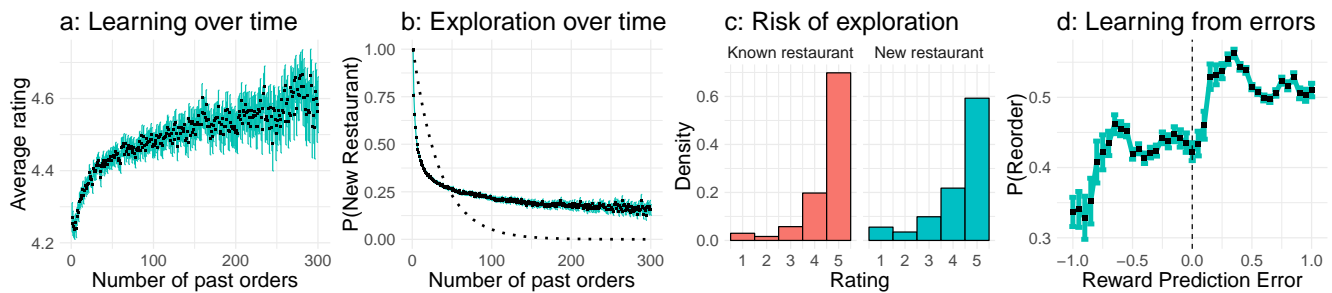 a: Learning over time
Average rating
4.6
4.4
4.2
0
100
200
300
Number of past orders
b: Exploration over time
P(New Restaurant)
1.00
0.75
0.50
0.25
0.00
0
100
200
300
Number of past orders
c: Risk of exploration
Known restaurant
New restaurant
Density
0.6
0.4
0.2
0.0
1 2 3 4 5
1 2 3 4 5
Rating
d: Learning from errors
P(Reorder)
0.5
0.4
0.3
−1.0
−0.5
0.0
0.5
1.0
Reward Prediction Error